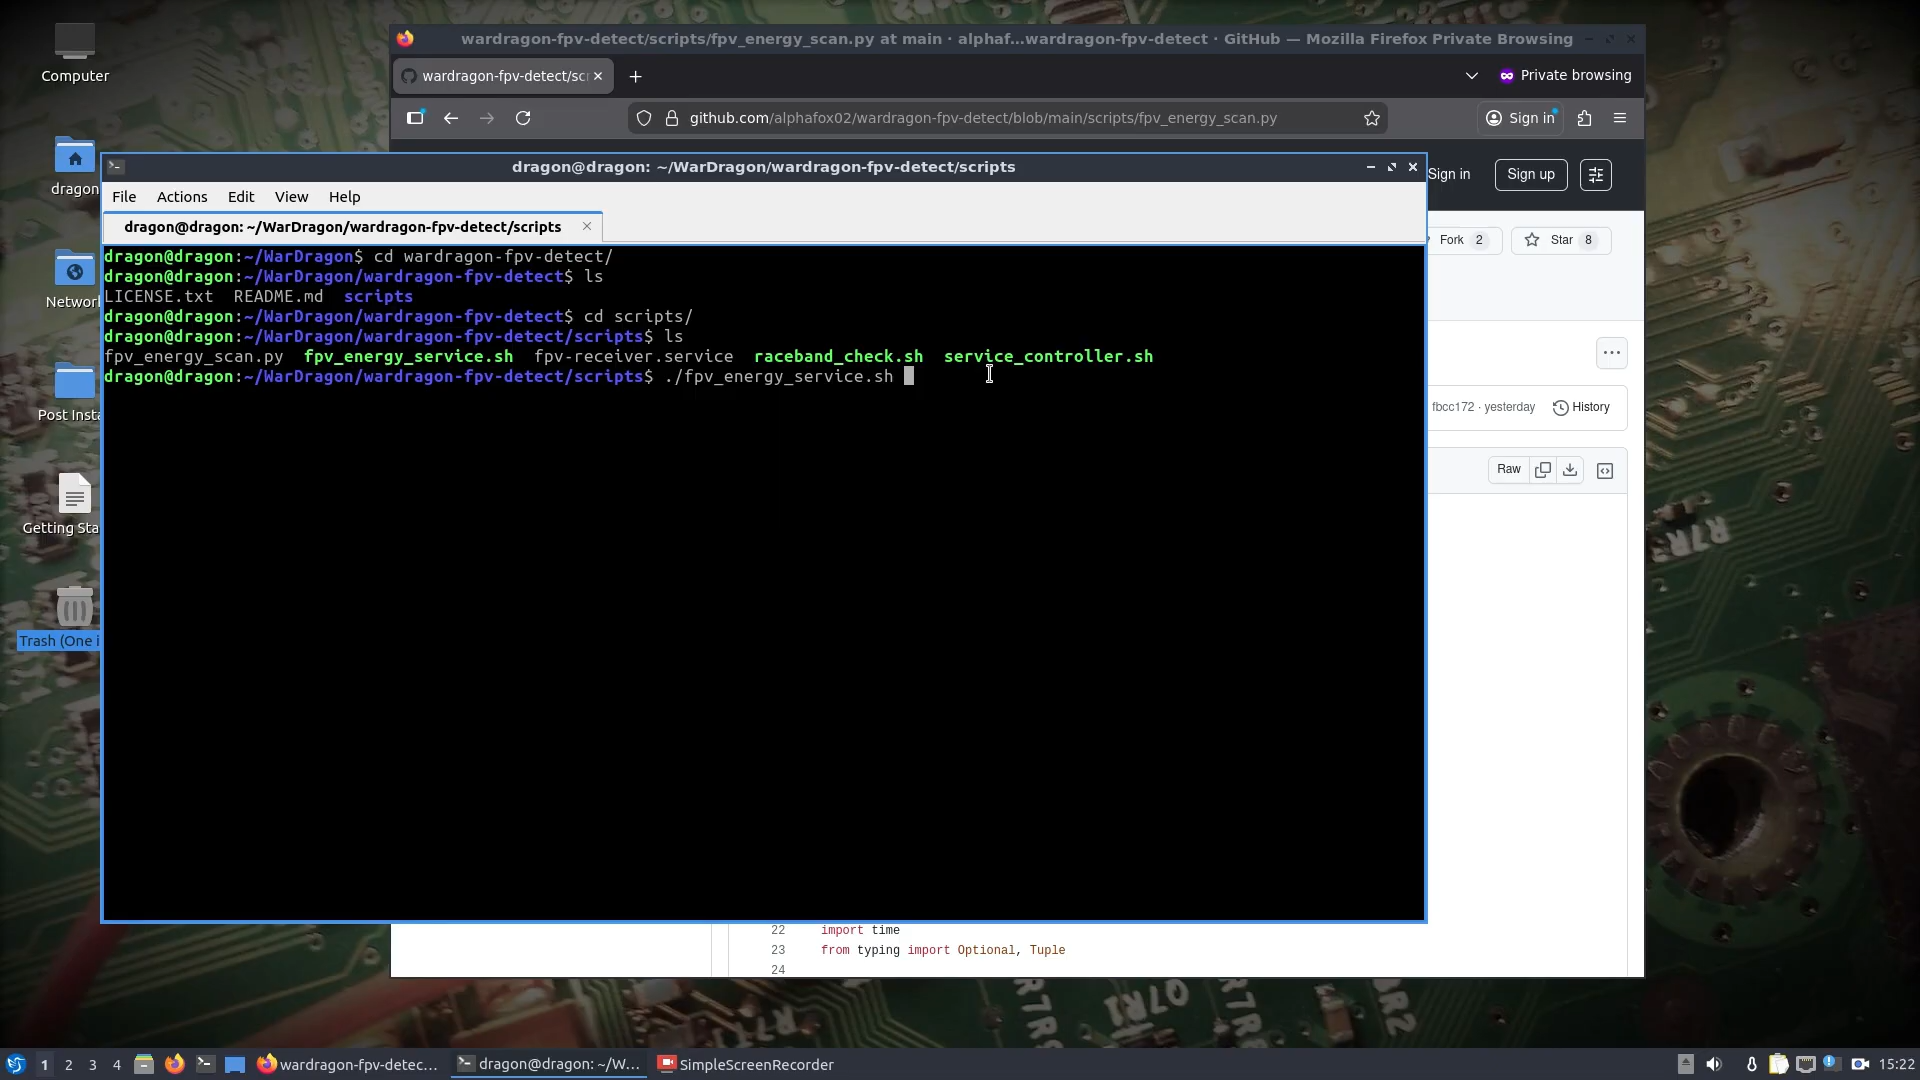 Computer
dragon
Network
Post Insta
Getting Sta
Trash (One i
wardragon-fpv-detect/scripts/fpv_energy_scan.py at main · alphaf…wardragon-fpv-detect · GitHub — Mozilla Firefox Private Browsing
wardragon-fpv-detect/scr
Private browsing
github.com/alphafox02/wardragon-fpv-detect/blob/main/scripts/fpv_energy_scan.py
Sign in
Sign in
Sign up
Fork 2
Star 8
fbcc172 · yesterday
History
Raw
dragon@dragon: ~/WarDragon/wardragon-fpv-detect/scripts
File Actions Edit View Help
dragon@dragon: ~/WarDragon/wardragon-fpv-detect/scripts
dragon@dragon:~/WarDragon$ cd wardragon-fpv-detect/
dragon@dragon:~/WarDragon/wardragon-fpv-detect$ ls
LICENSE.txt README.md scripts
dragon@dragon:~/WarDragon/wardragon-fpv-detect$ cd scripts/
dragon@dragon:~/WarDragon/wardragon-fpv-detect/scripts$ ls
fpv_energy_scan.py fpv_energy_service.sh fpv-receiver.service raceband_check.sh service_controller.sh
dragon@dragon:~/WarDragon/wardragon-fpv-detect/scripts$ ./fpv_energy_service.sh
22 import time
23 from typing import Optional, Tuple
24
1 2 3 4
wardragon-fpv-detec…
dragon@dragon: ~/W…
SimpleScreenRecorder
15:22